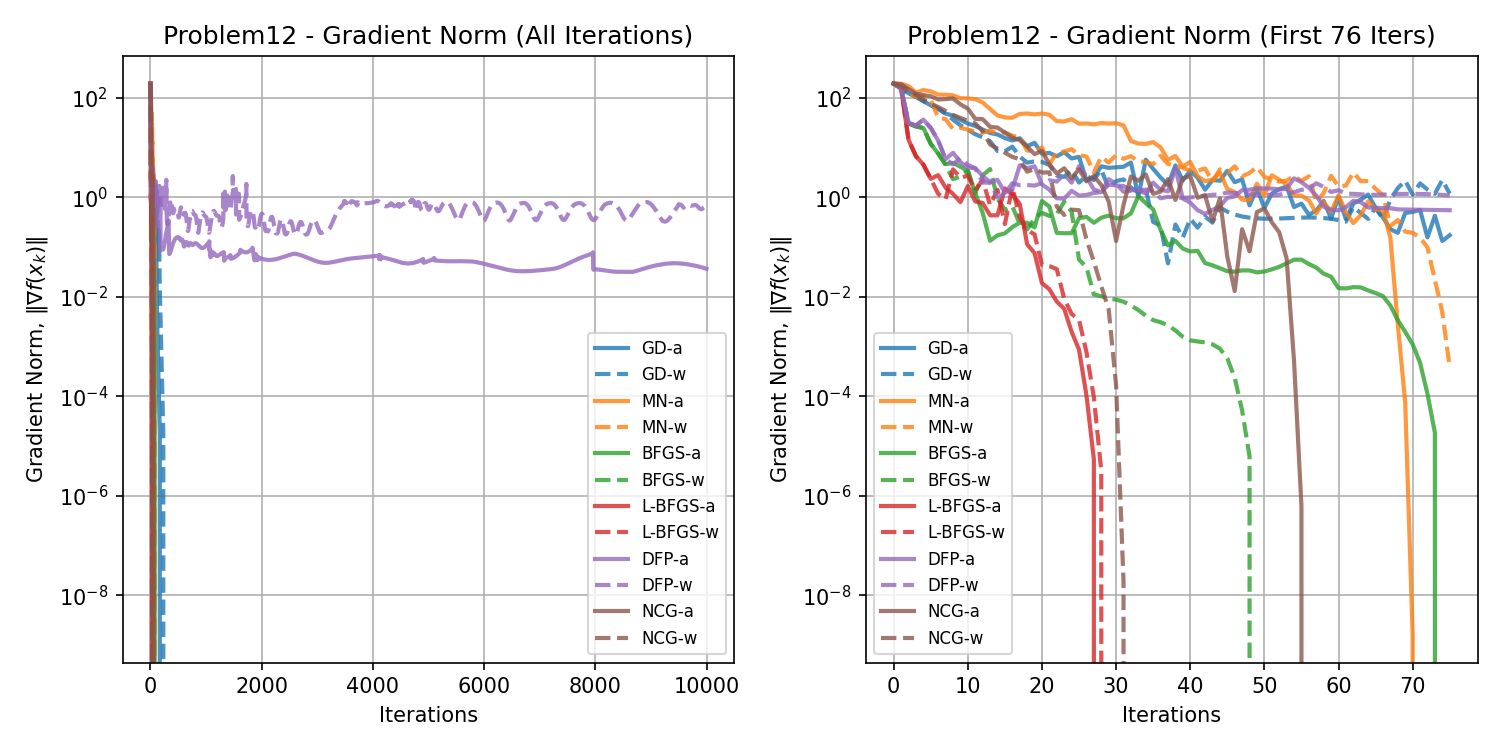 Problem12 - Gradient Norm (All Iterations)
Gradient Norm, ‖∇f(x_k)‖
10^2
10^0
10^−2
10^−4
10^−6
10^−8
0
2000
4000
6000
8000
10000
Iterations
GD-a
GD-w
MN-a
MN-w
BFGS-a
BFGS-w
L-BFGS-a
L-BFGS-w
DFP-a
DFP-w
NCG-a
NCG-w
Problem12 - Gradient Norm (First 76 Iters)
Gradient Norm, ‖∇f(x_k)‖
10^2
10^0
10^−2
10^−4
10^−6
10^−8
0
10
20
30
40
50
60
70
Iterations
GD-a
GD-w
MN-a
MN-w
BFGS-a
BFGS-w
L-BFGS-a
L-BFGS-w
DFP-a
DFP-w
NCG-a
NCG-w